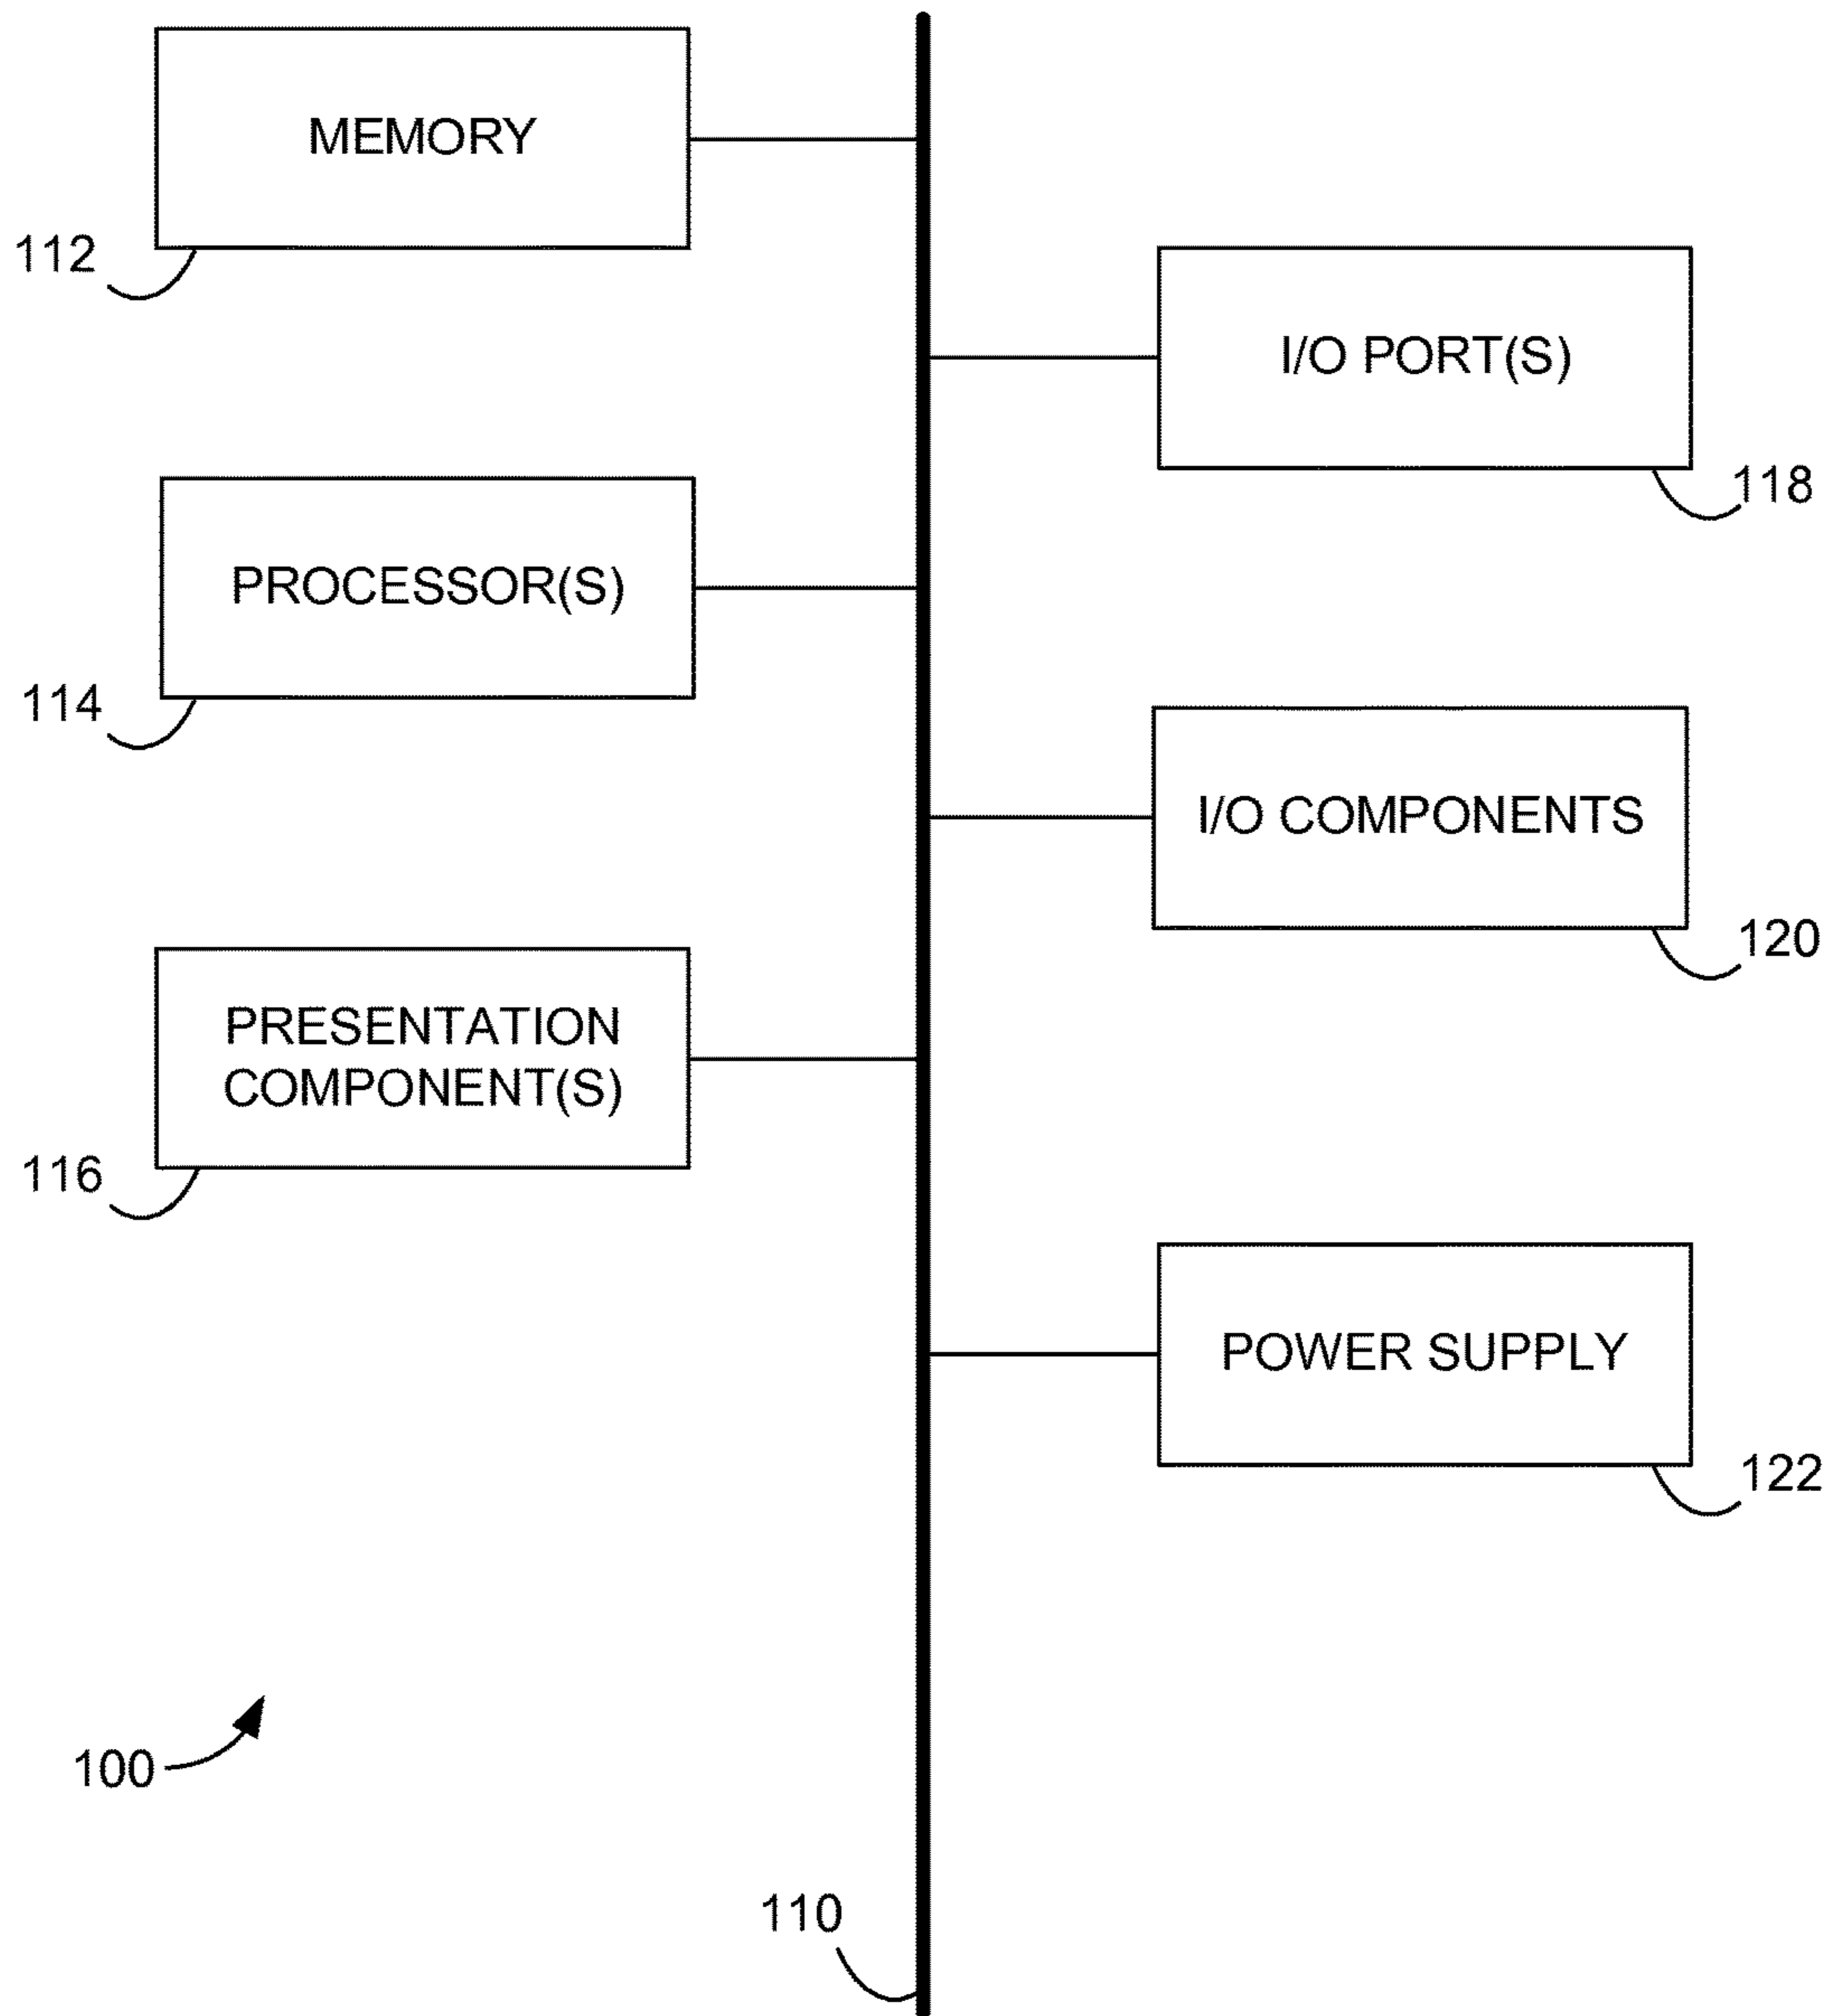 MEMORY
112
I/O PORT(S)
118
PROCESSOR(S)
114
I/O COMPONENTS
120
PRESENTATION
COMPONENT(S)
116
POWER SUPPLY
122
100
110